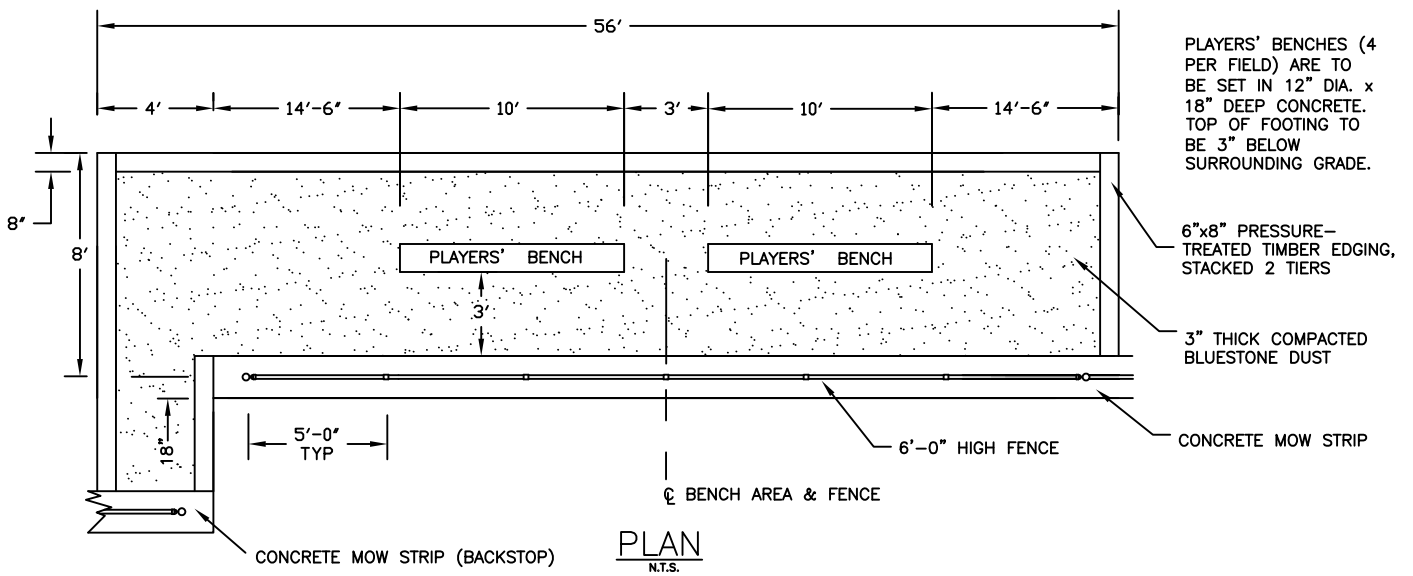 56'
4'
14'-6"
10'
3'
10'
14'-6"
PLAYERS' BENCHES (4
PER FIELD) ARE TO
BE SET IN 12" DIA. x
18" DEEP CONCRETE.
TOP OF FOOTING TO
BE 3" BELOW
SURROUNDING GRADE.
8"
8'
PLAYERS' BENCH
PLAYERS' BENCH
6"x8" PRESSURE-
TREATED TIMBER EDGING,
STACKED 2 TIERS
3'
3" THICK COMPACTED
BLUESTONE DUST
18"
5'-0"
TYP
6'-0" HIGH FENCE
CONCRETE MOW STRIP
℄ BENCH AREA & FENCE
CONCRETE MOW STRIP (BACKSTOP)
PLAN
N.T.S.